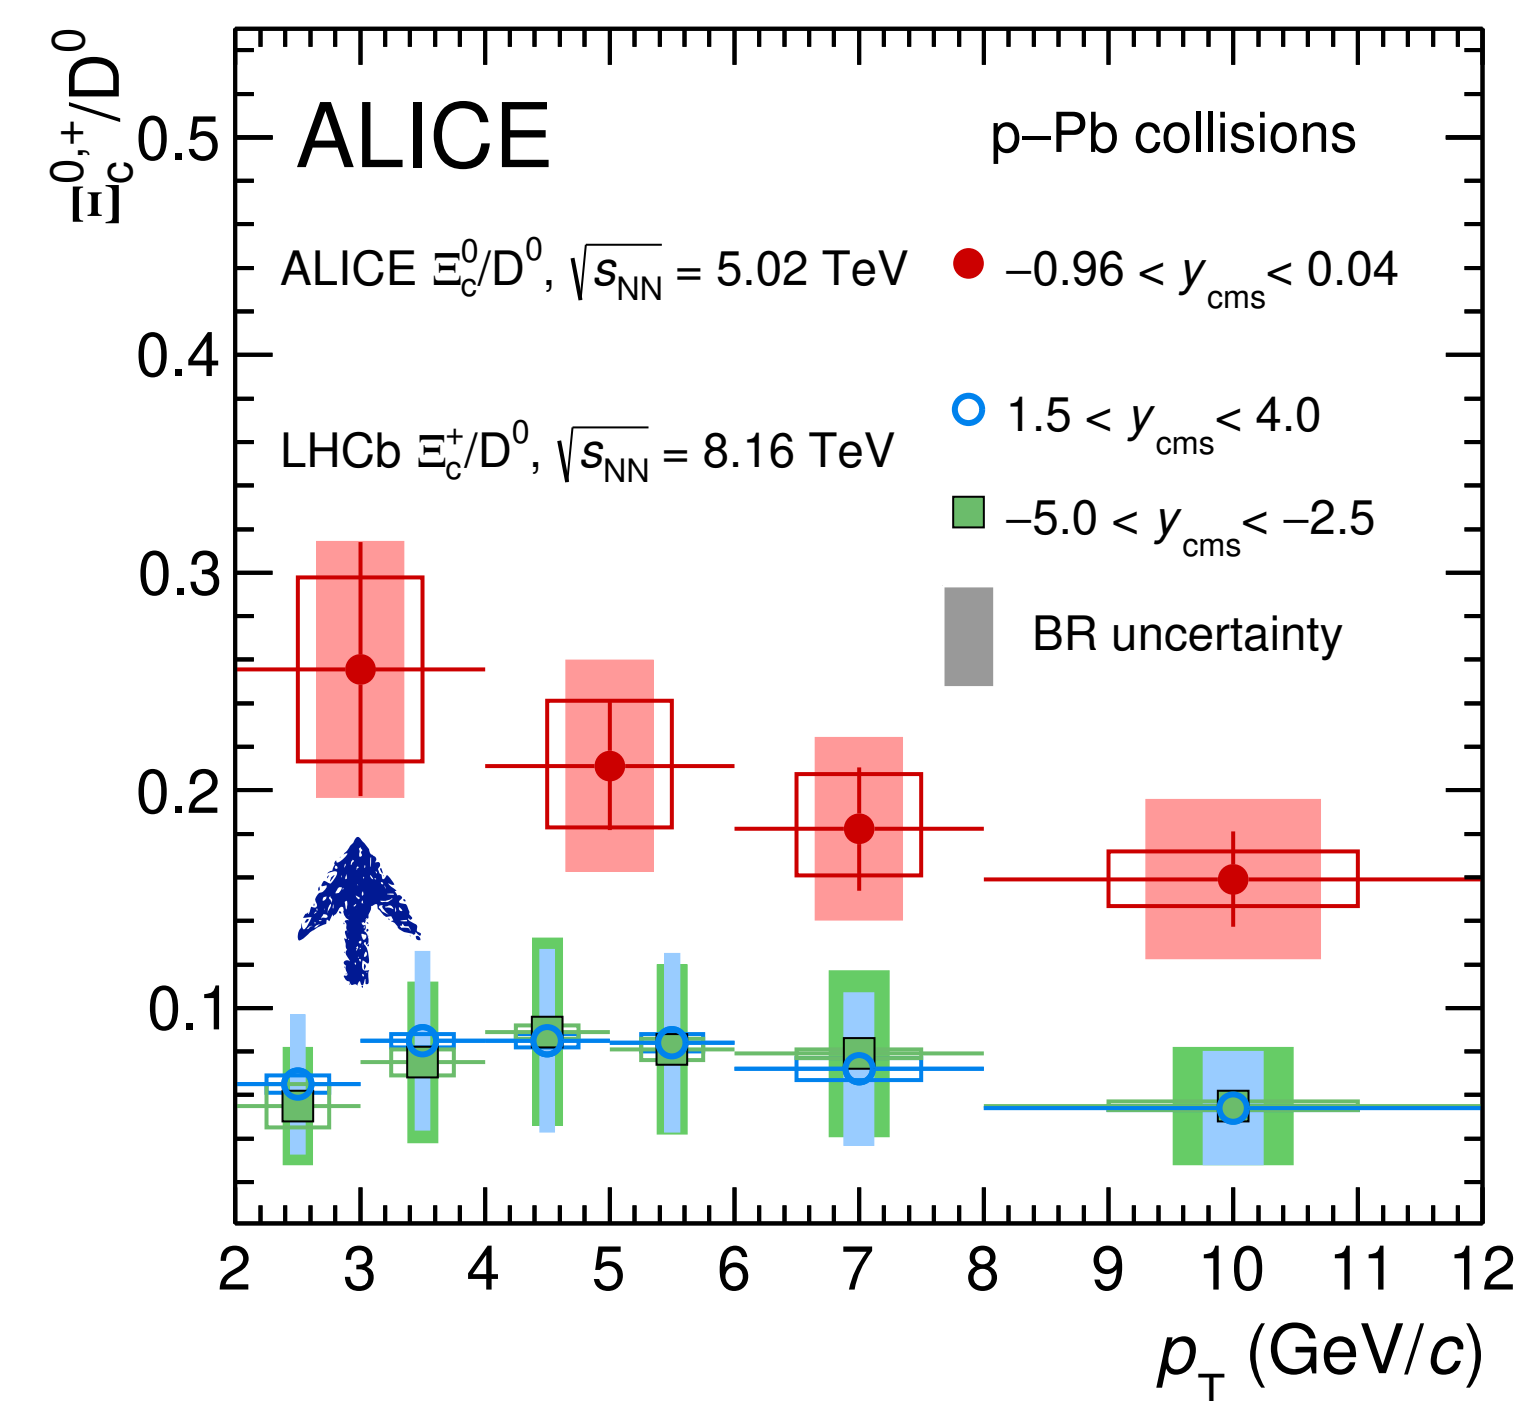 Ξc0,+/D0
ALICE
p–Pb collisions
ALICE Ξc0/D0, √sNN = 5.02 TeV
−0.96 < ycms < 0.04
LHCb Ξc+/D0, √sNN = 8.16 TeV
1.5 < ycms < 4.0
−5.0 < ycms < −2.5
BR uncertainty
0.5
0.4
0.3
0.2
0.1
2 3 4 5 6 7 8 9 10 11 12
pT (GeV/c)